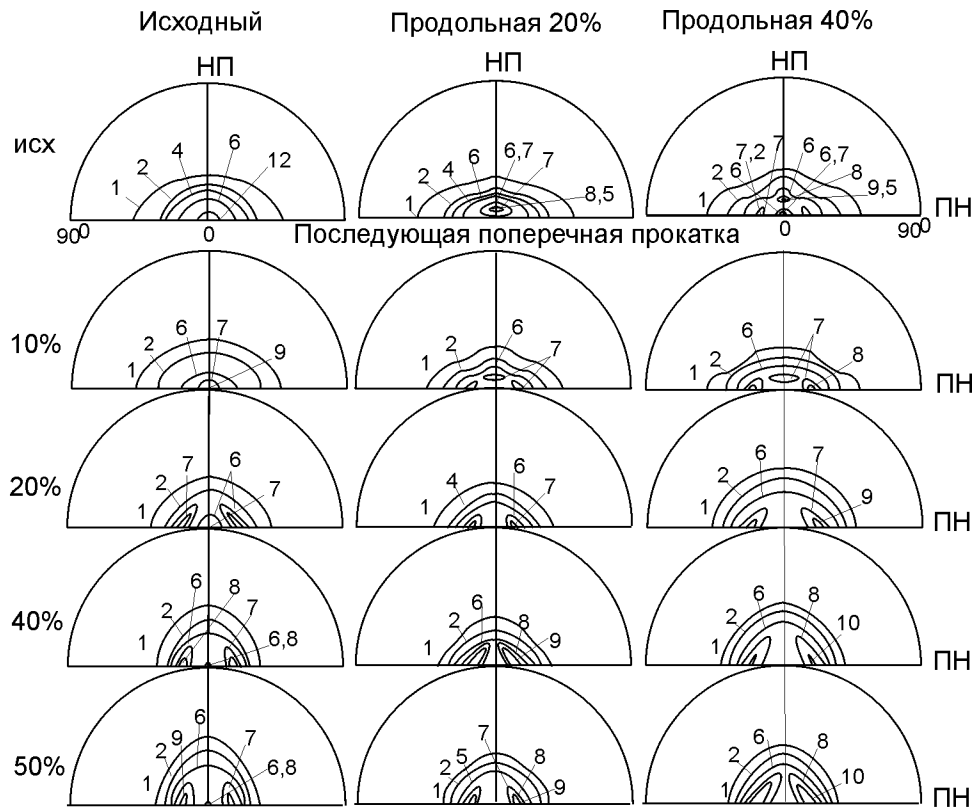 Исходный Продольная 20% Продольная 40%
НП НП НП
исх
1 2 4 6 12
1 2 4 6 6,7 7 8,5
1 2 6 7,2 7 6 6,7 8 9,5
ПН
90⁰ 0 0 90⁰
Последующая поперечная прокатка
10%
1 2 6 7 9
1 2 6 7
1 2 6 7 8
ПН
20%
1 2 7 6 7
1 4 6 7
1 2 6 7 9
ПН
40%
1 2 6 8 7 6,8
1 2 6 8 9
1 2 6 8 10
ПН
50%
1 2 9 6 7 6,8
1 2 5 7 8 9
1 2 6 8 10
ПН